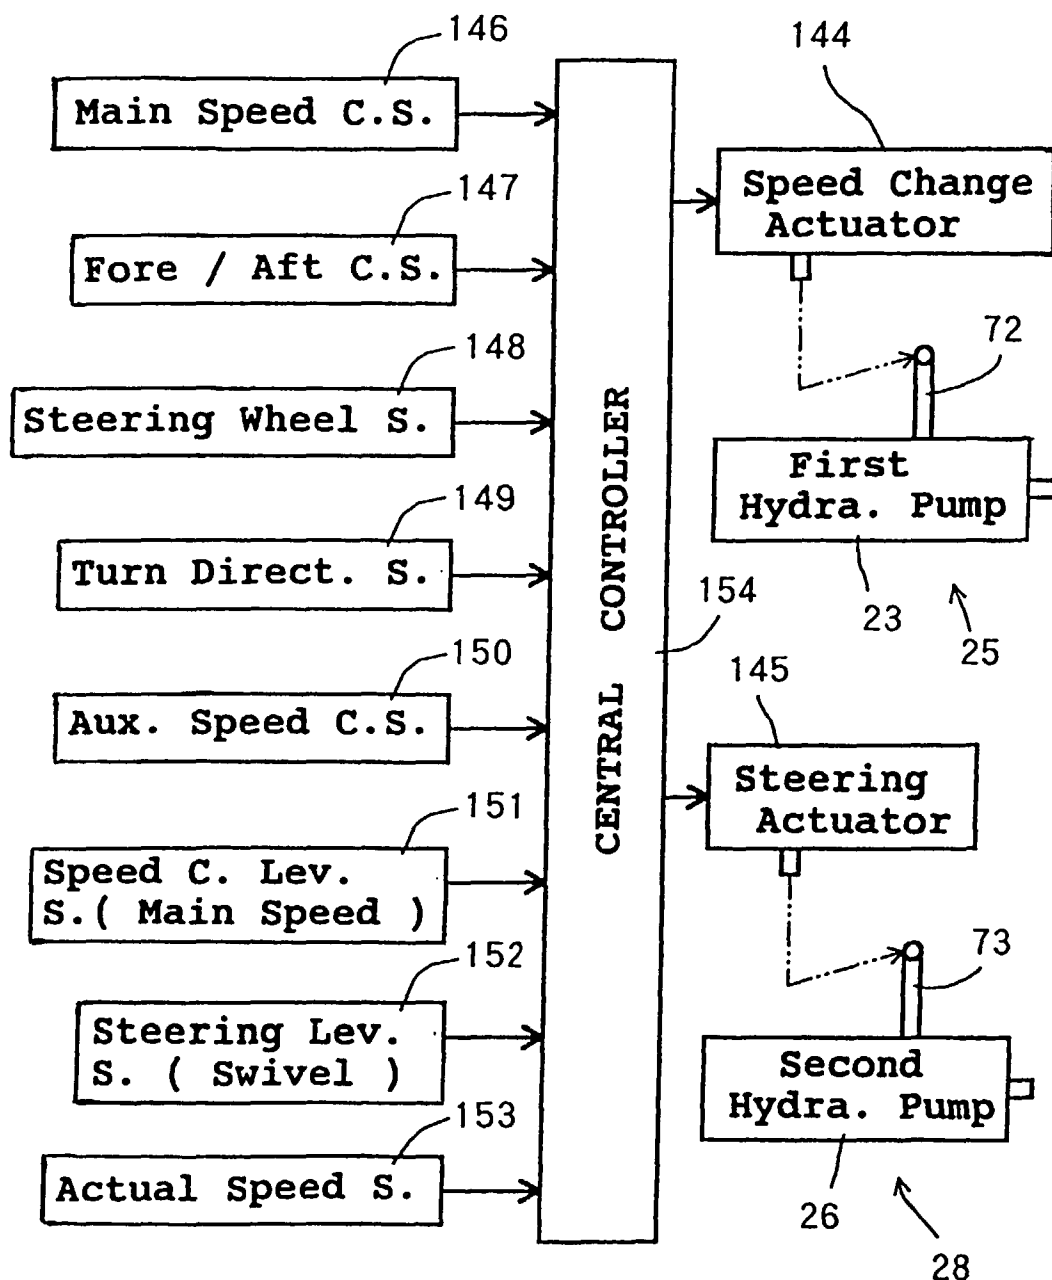 146
Main Speed C.S.
147
Fore / Aft C.S.
148
Steering Wheel S.
149
Turn Direct. S.
150
Aux. Speed C.S.
151
Speed C. Lev.
S.( Main Speed )
152
Steering Lev.
S. ( Swivel )
153
Actual Speed S.
CENTRAL CONTROLLER
154
144
Speed Change
Actuator
72
First
Hydra. Pump
23
25
145
Steering
Actuator
73
Second
Hydra. Pump
26
28